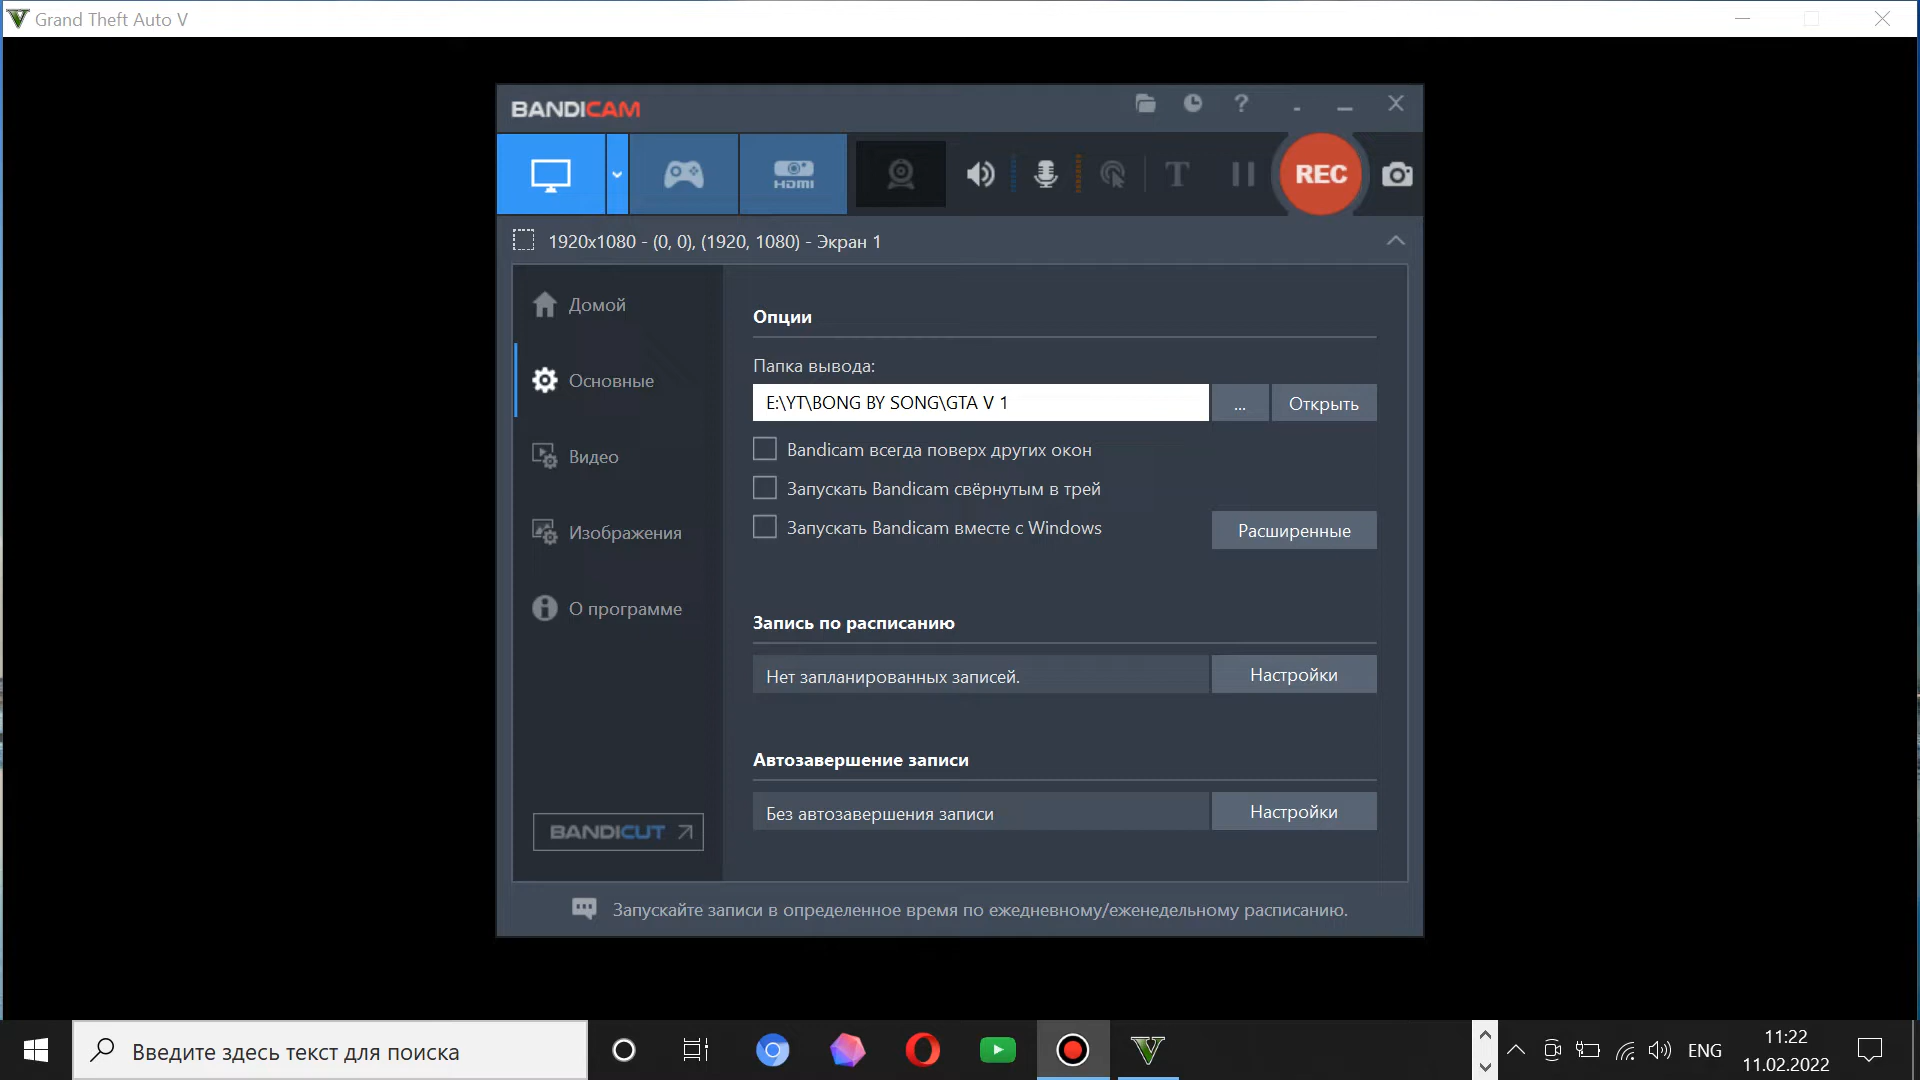 Grand Theft Auto V
BANDICAM
HDMI
T
REC
1920x1080 - (0, 0), (1920, 1080) - Экран 1
Домой
Основные
Видео
Изображения
О программе
BANDICUT
Опции
Папка вывода:
E:\YT\BONG BY SONG\GTA V 1
...
Открыть
Bandicam всегда поверх других окон
Запускать Bandicam свёрнутым в трей
Запускать Bandicam вместе с Windows
Расширенные
Запись по расписанию
Нет запланированных записей.
Настройки
Автозавершение записи
Без автозавершения записи
Настройки
Запускайте записи в определенное время по ежедневному/еженедельному расписанию.
Введите здесь текст для поиска
ENG
11:22
11.02.2022